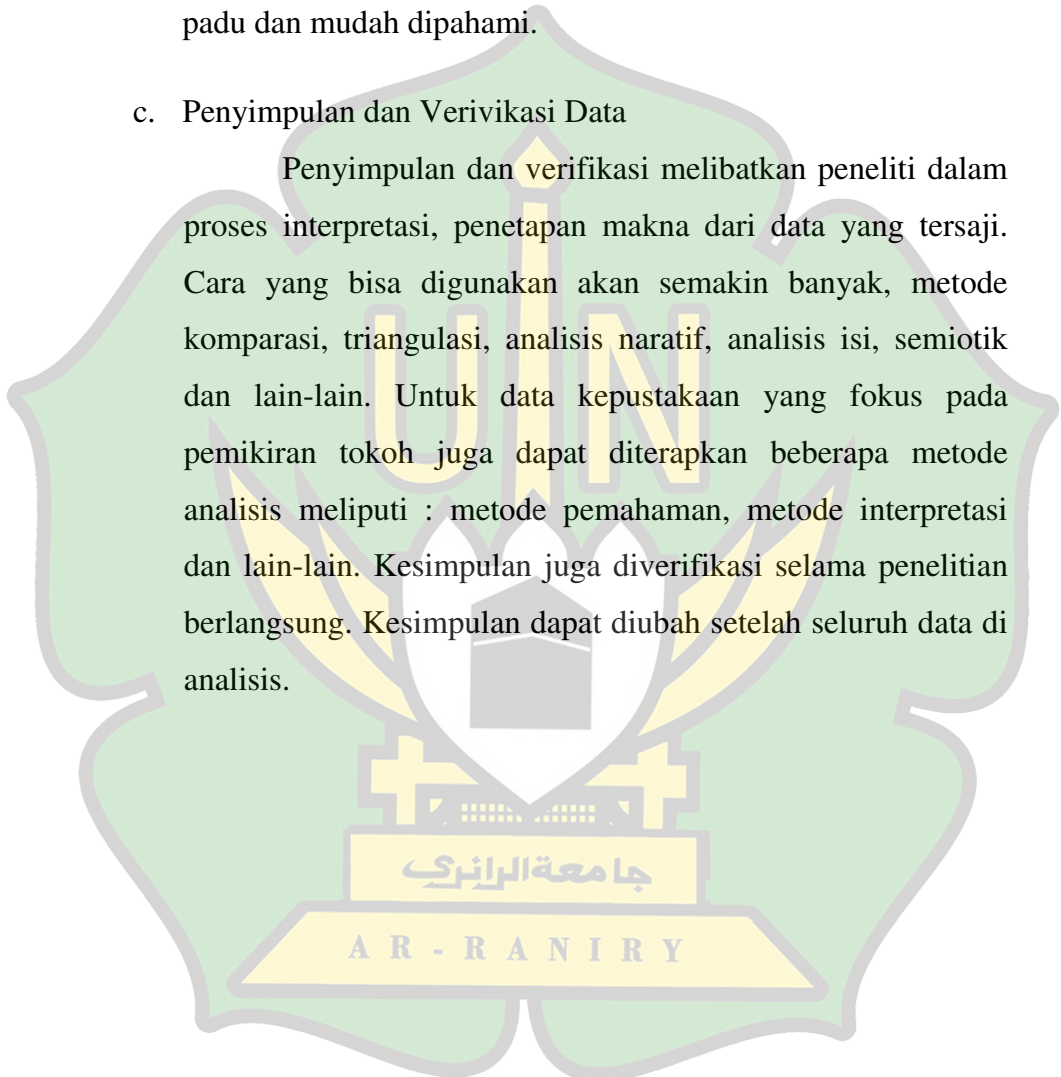 padu dan mudah dipahami.
c. Penyimpulan dan Verivikasi Data
Penyimpulan dan verifikasi melibatkan peneliti dalam
proses interpretasi, penetapan makna dari data yang tersaji.
Cara yang bisa digunakan akan semakin banyak, metode
komparasi, triangulasi, analisis naratif, analisis isi, semiotik
dan lain-lain. Untuk data kepustakaan yang fokus pada
pemikiran tokoh juga dapat diterapkan beberapa metode
analisis meliputi : metode pemahaman, metode interpretasi
dan lain-lain. Kesimpulan juga diverifikasi selama penelitian
berlangsung. Kesimpulan dapat diubah setelah seluruh data di
analisis.
UIN
جامعةالرانري
AR-RANIRY